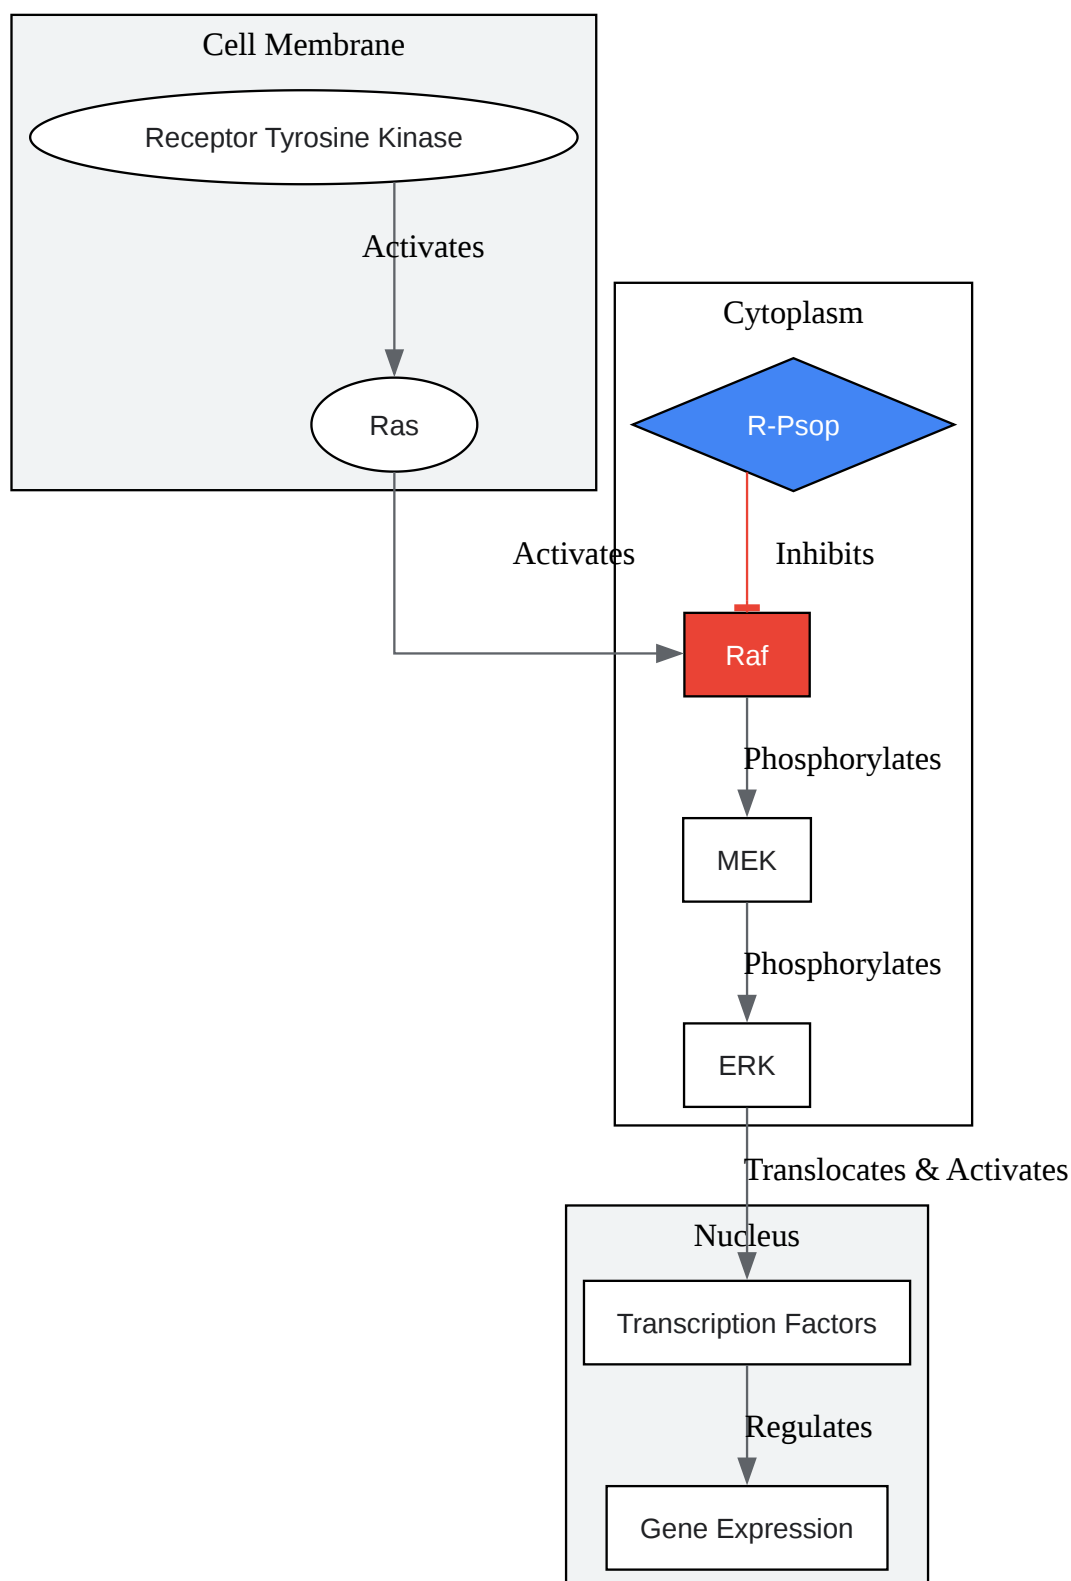 Cell Membrane
Receptor Tyrosine Kinase
Activates
Ras
Cytoplasm
R-Psop
Activates
Inhibits
Raf
Phosphorylates
MEK
Phosphorylates
ERK
Translocates & Activates
Nucleus
Transcription Factors
Regulates
Gene Expression